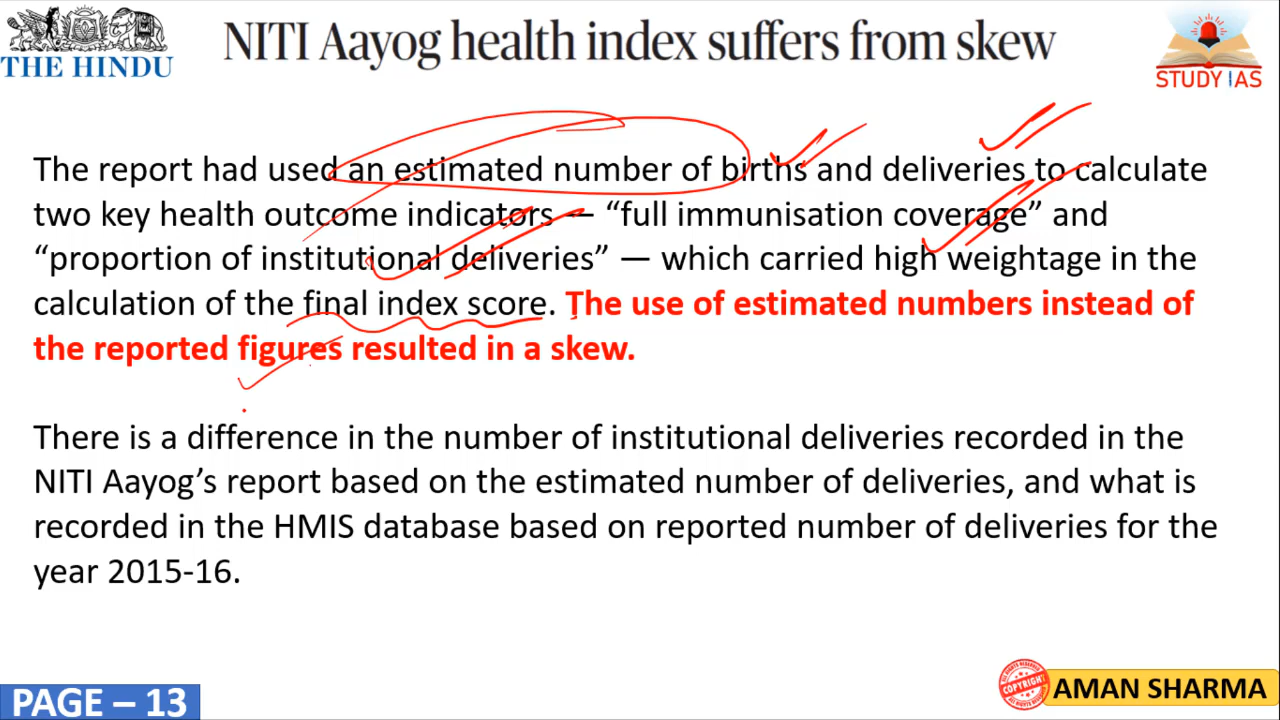 THE HINDU
NITI Aayog health index suffers from skew
STUDY IAS
The report had used an estimated number of births and deliveries to calculate
two key health outcome indicators — “full immunisation coverage” and
“proportion of institutional deliveries” — which carried high weightage in the
calculation of the final index score. The use of estimated numbers instead of
the reported figures resulted in a skew.
There is a difference in the number of institutional deliveries recorded in the
NITI Aayog’s report based on the estimated number of deliveries, and what is
recorded in the HMIS database based on reported number of deliveries for the
year 2015-16.
PAGE – 13
COPYRIGHT
AMAN SHARMA